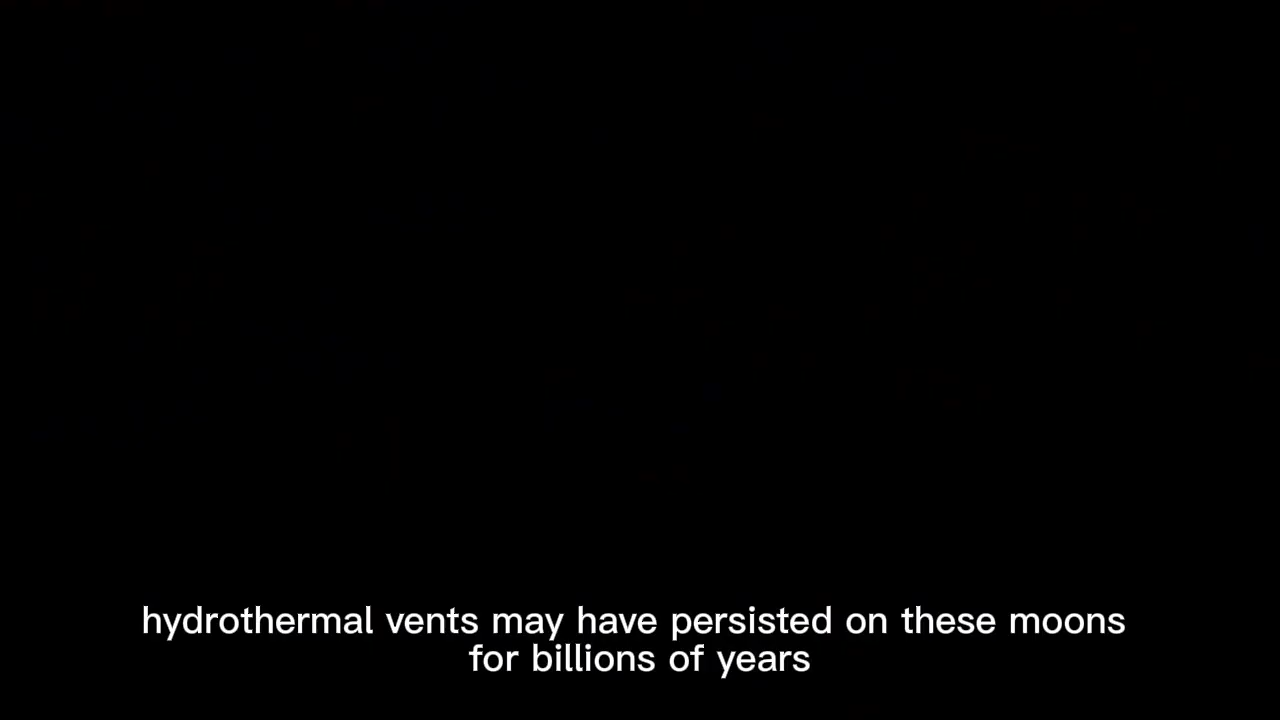 hydrothermal vents may have persisted on these moons
for billions of years